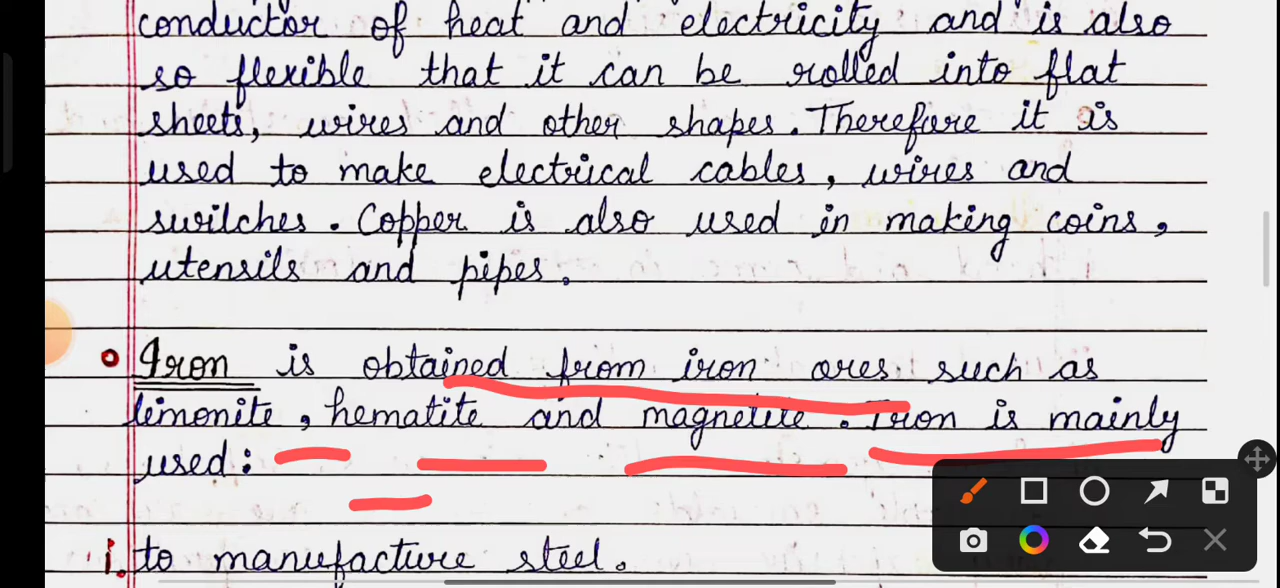 conductor of heat and electricity and is also
so flexible that it can be rolled into flat
sheets, wires and other shapes. Therefore it is
used to make electrical cables, wires and
switches. Copper is also used in making coins,
utensils and pipes.
Iron is obtained from iron ores such as
limonite, hematite and magnetite. Iron is mainly
used:
i. to manufacture steel.